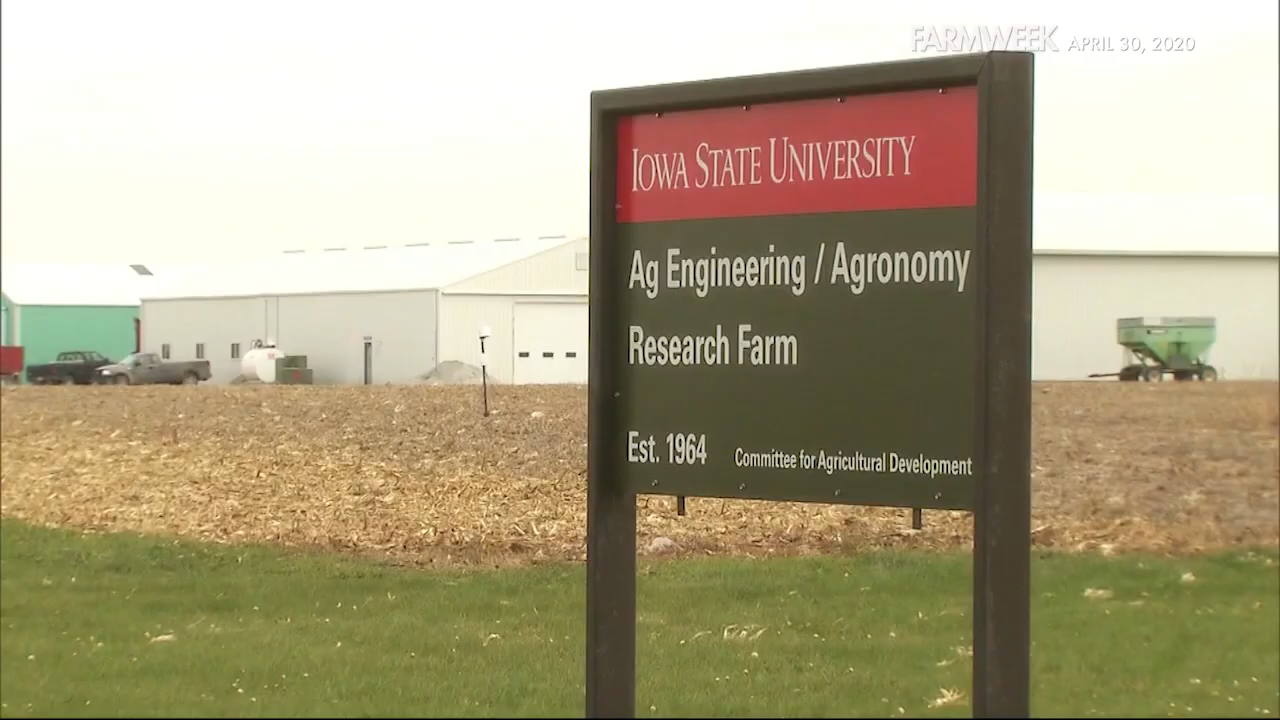 FARMWEEK APRIL 30, 2020
IOWA STATE UNIVERSITY
Ag Engineering / Agronomy
Research Farm
Est. 1964 Committee for Agricultural Development